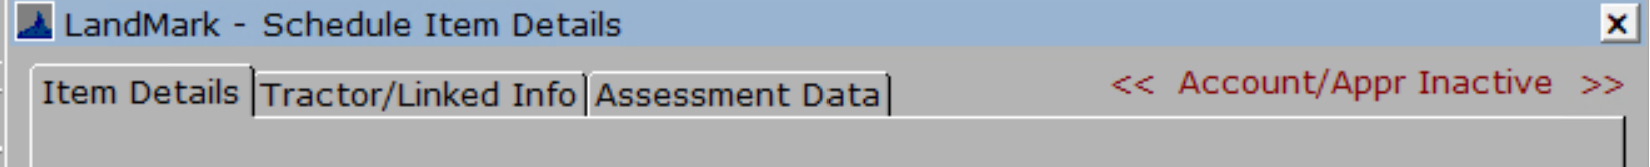 LandMark - Schedule Item Details
Item Details Tractor/Linked Info Assessment Data << Account/Appr Inactive >>